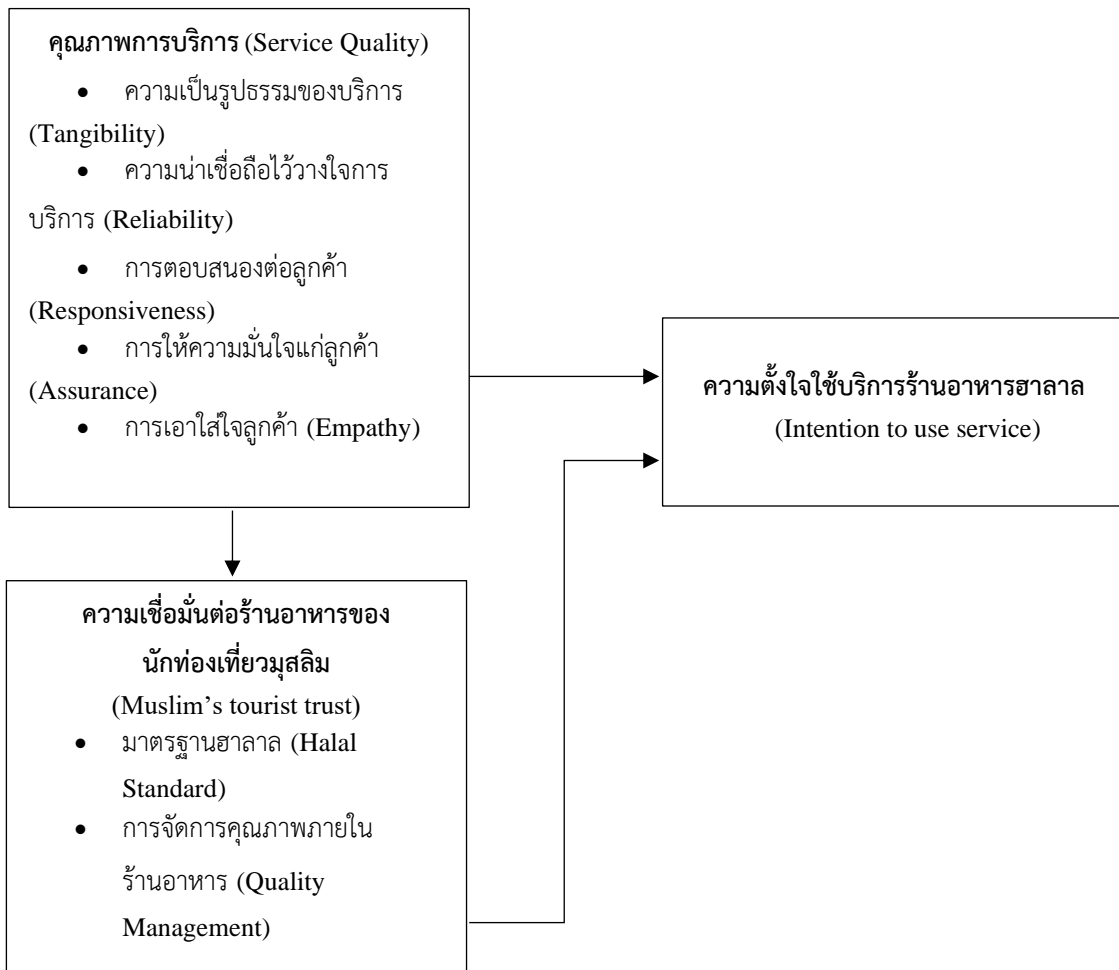 คุณภาพการบริการ (Service Quality)
• ความเป็นรูปธรรมของบริการ
(Tangibility)
• ความน่าเชื่อถือไว้วางใจการ
บริการ (Reliability)
• การตอบสนองต่อลูกค้า
(Responsiveness)
• การให้ความมั่นใจแก่ลูกค้า
(Assurance)
• การเอาใส่ใจลูกค้า (Empathy)
ความตั้งใจใช้บริการร้านอาหารฮาลาล
(Intention to use service)
ความเชื่อมั่นต่อร้านอาหารของ
นักท่องเที่ยวมุสลิม
(Muslim’s tourist trust)
• มาตรฐานฮาลาล (Halal
Standard)
• การจัดการคุณภาพภายใน
ร้านอาหาร (Quality
Management)